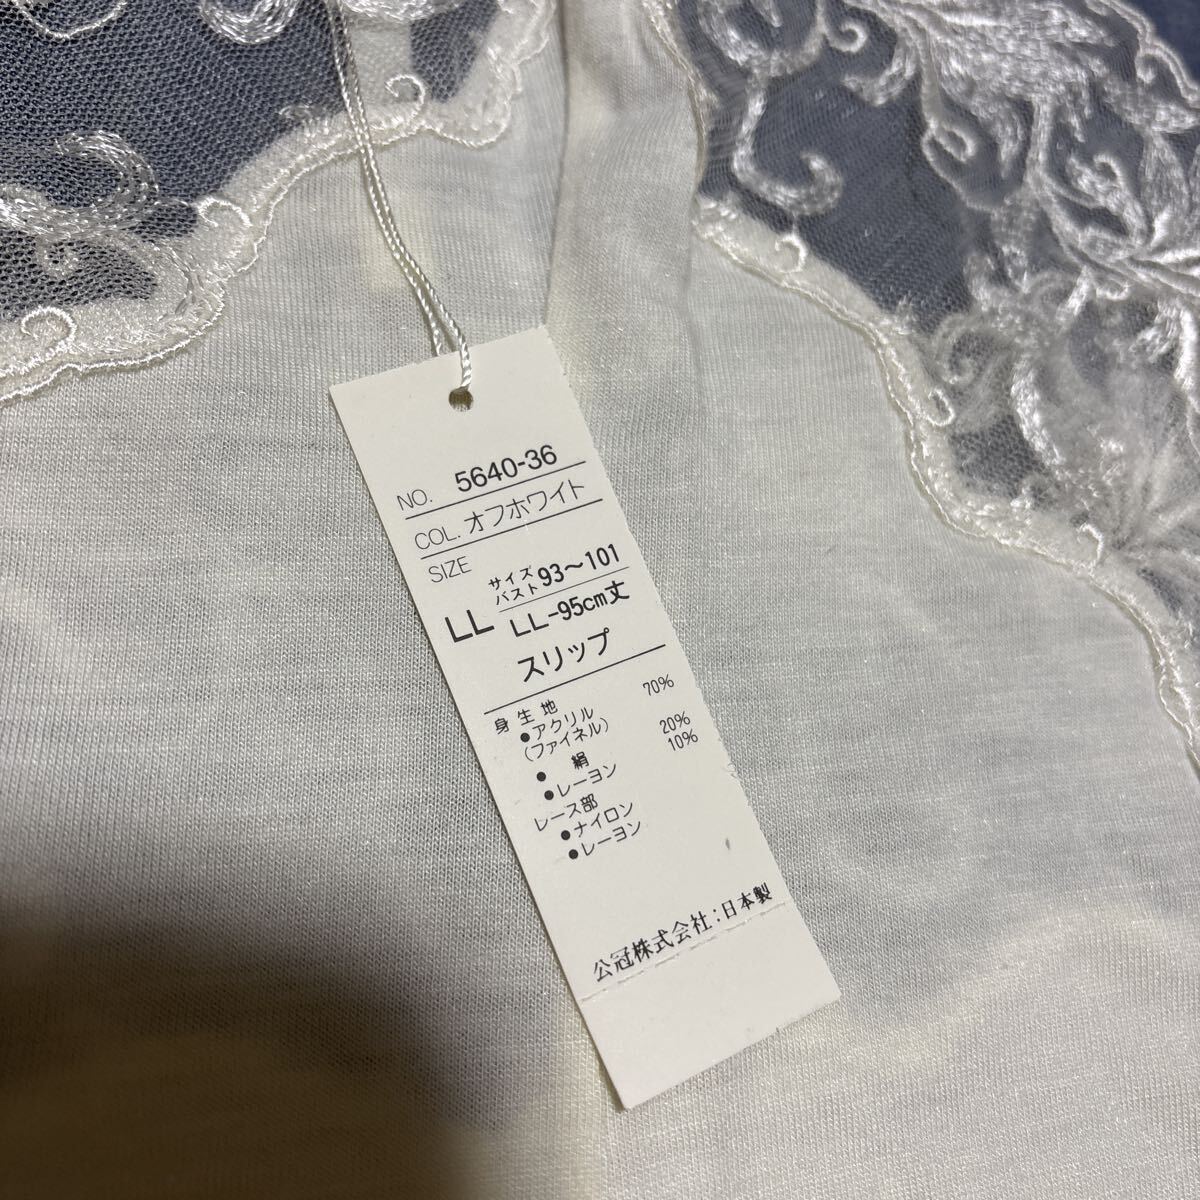 NO. 5640-36
COL. オフホワイト
SIZE
LL サイズ
バスト 93～101
LL-95cm丈
スリップ
身生地
●アクリル 70%
(ファイネル)
●絹 20%
●レーヨン 10%
レース部
●ナイロン
●レーヨン
公冠株式会社：日本製